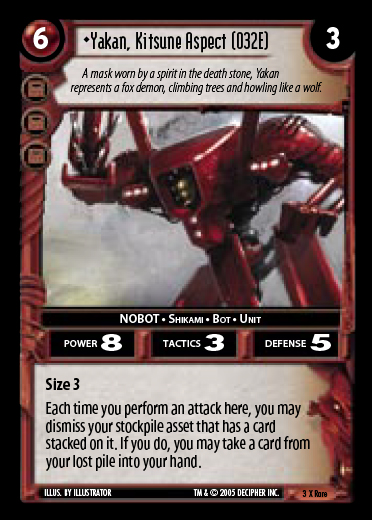 6
•Yakan, Kitsune Aspect (032E)
3
A mask worn by a spirit in the death stone, Yakan
represents a fox demon, climbing trees and howling like a wolf.
NOBOT • SHIKAMI • BOT • UNIT
POWER 8 TACTICS 3 DEFENSE 5
Size 3
Each time you perform an attack here, you may
dismiss your stockpile asset that has a card
stacked on it. If you do, you may take a card from
your lost pile into your hand.
ILLUS. BY ILLUSTRATOR TM & © 2005 DECIPHER INC. 3 X Rare